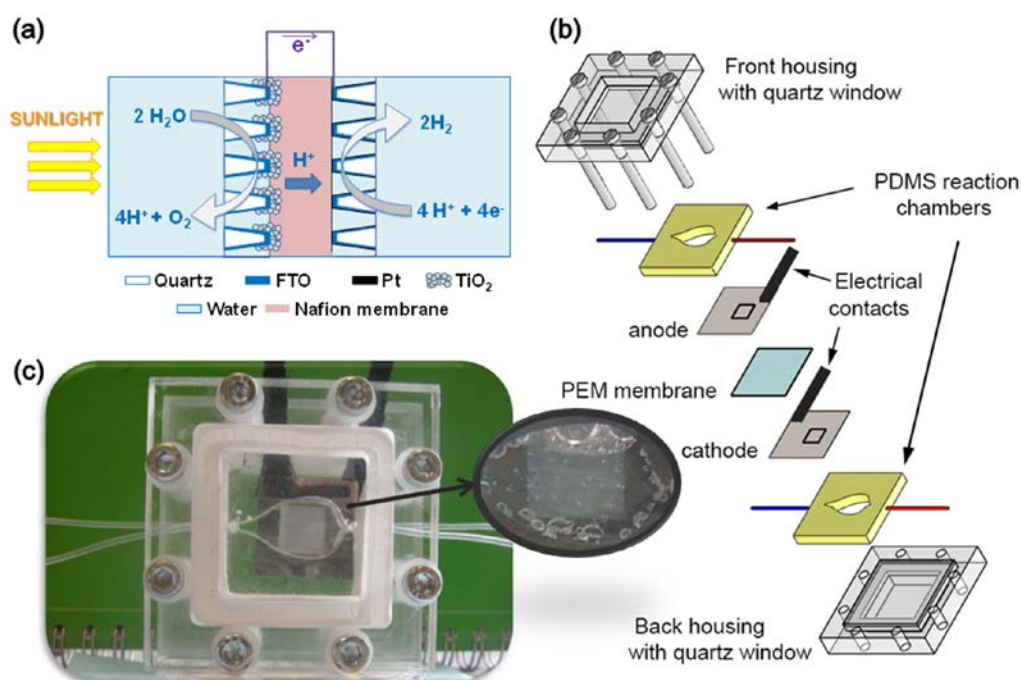 (a)
e⁻
SUNLIGHT
2 H₂O
2H₂
H⁺
4H⁺ + O₂
4 H⁺ + 4e⁻
Quartz FTO Pt TiO₂
Water Nafion membrane
(b)
Front housing
with quartz window
PDMS reaction
chambers
Electrical
contacts
anode
PEM membrane
cathode
Back housing
with quartz window
(c)